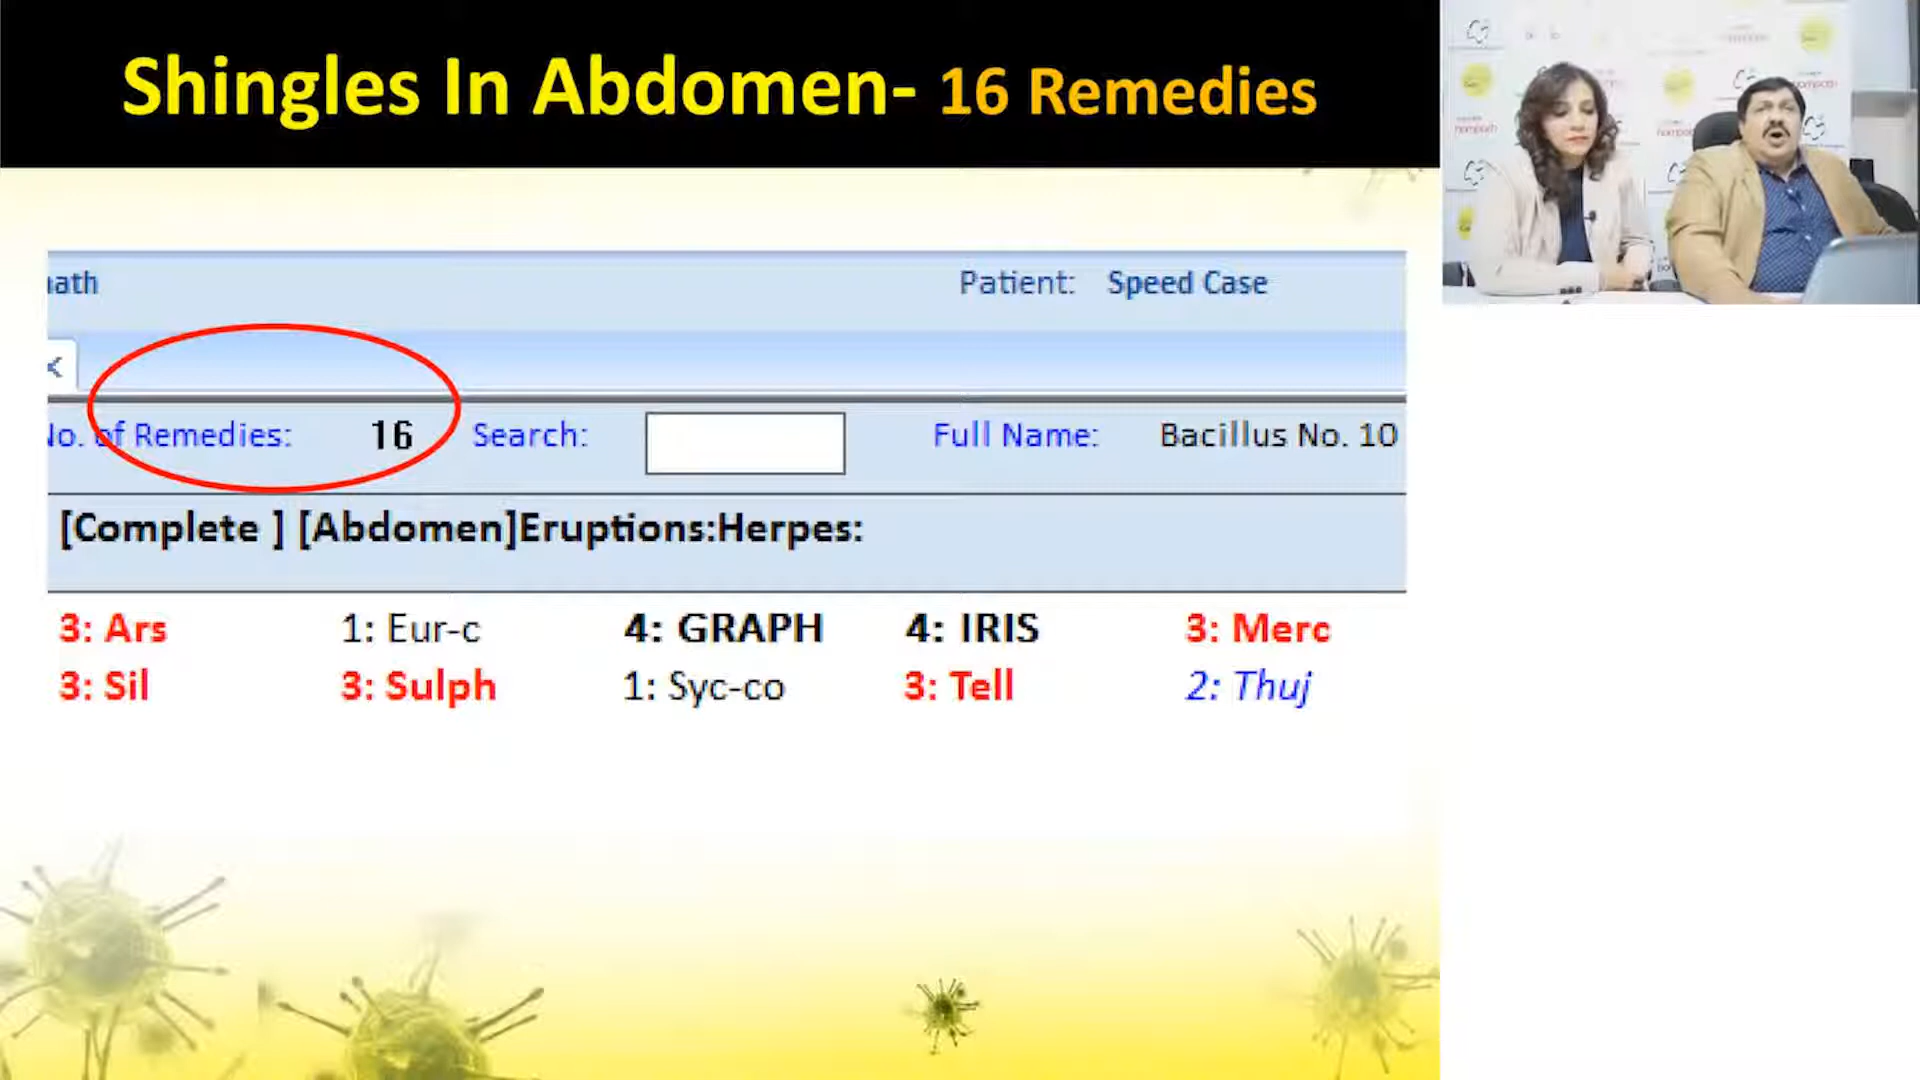 Shingles In Abdomen- 16 Remedies
Patient: Speed Case
No. of Remedies: 16 Search: Full Name: Bacillus No. 10
[Complete ] [Abdomen]Eruptions:Herpes:
3: Ars 1: Eur-c 4: GRAPH 4: IRIS 3: Merc
3: Sil 3: Sulph 1: Syc-co 3: Tell 2: Thuj